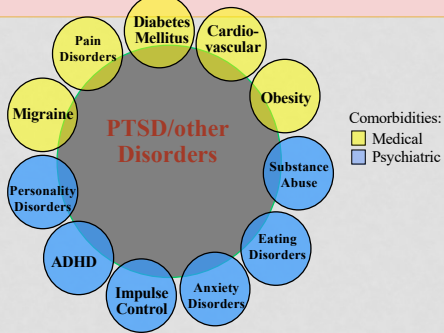 Diabetes
Mellitus
Cardio-
vascular
Pain
Disorders
Obesity
Migraine
PTSD/other
Disorders
Comorbidities:
Medical
Psychiatric
Substance
Abuse
Personality
Disorders
Eating
Disorders
ADHD
Impulse
Control
Anxiety
Disorders